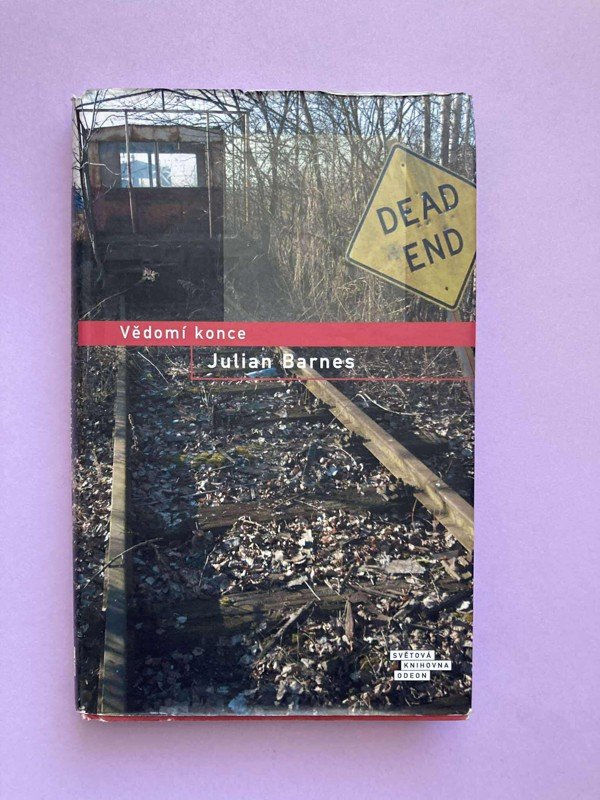 DEAD
END
Vědomí konce
Julian Barnes
SVĚTOVÁ
KNIHOVNA
ODEON